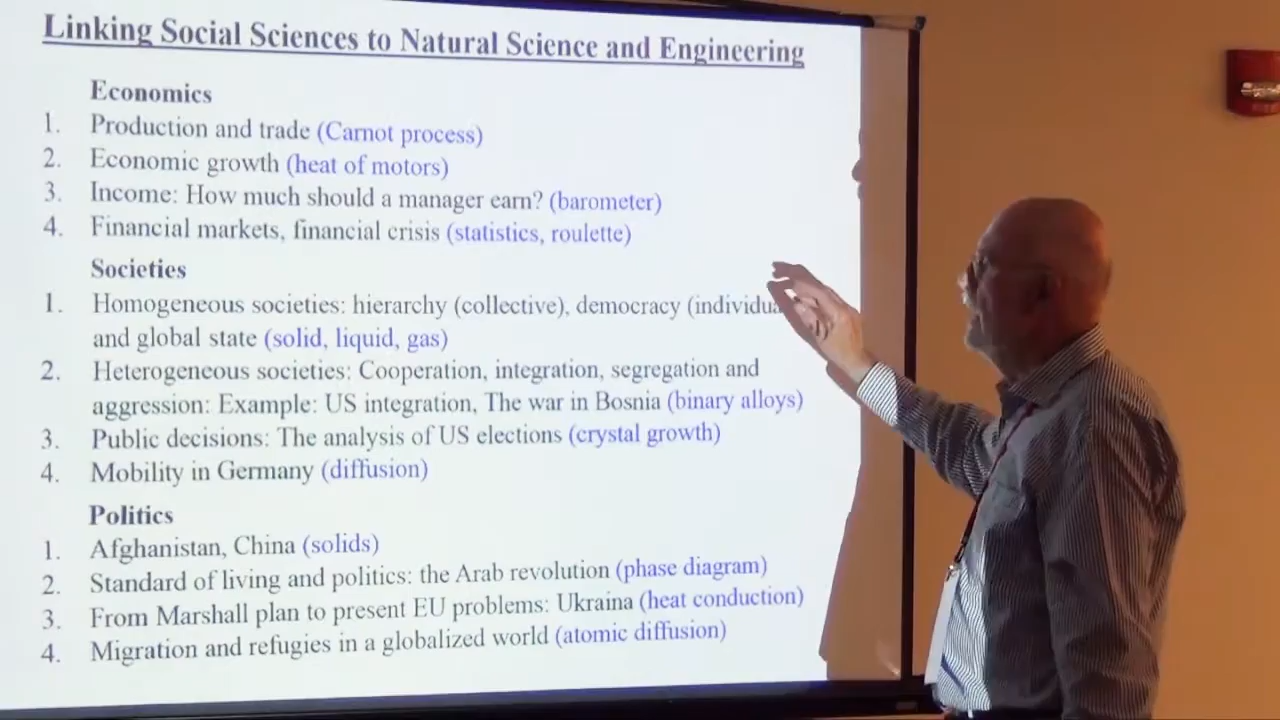 Linking Social Sciences to Natural Science and Engineering
Economics
1. Production and trade (Carnot process)
2. Economic growth (heat of motors)
3. Income: How much should a manager earn? (barometer)
4. Financial markets, financial crisis (statistics, roulette)
Societies
1. Homogeneous societies: hierarchy (collective), democracy (individua
and global state (solid, liquid, gas)
2. Heterogeneous societies: Cooperation, integration, segregation and
aggression: Example: US integration, The war in Bosnia (binary alloys)
3. Public decisions: The analysis of US elections (crystal growth)
4. Mobility in Germany (diffusion)
Politics
1. Afghanistan, China (solids)
2. Standard of living and politics: the Arab revolution (phase diagram)
3. From Marshall plan to present EU problems: Ukraina (heat conduction)
4. Migration and refugies in a globalized world (atomic diffusion)